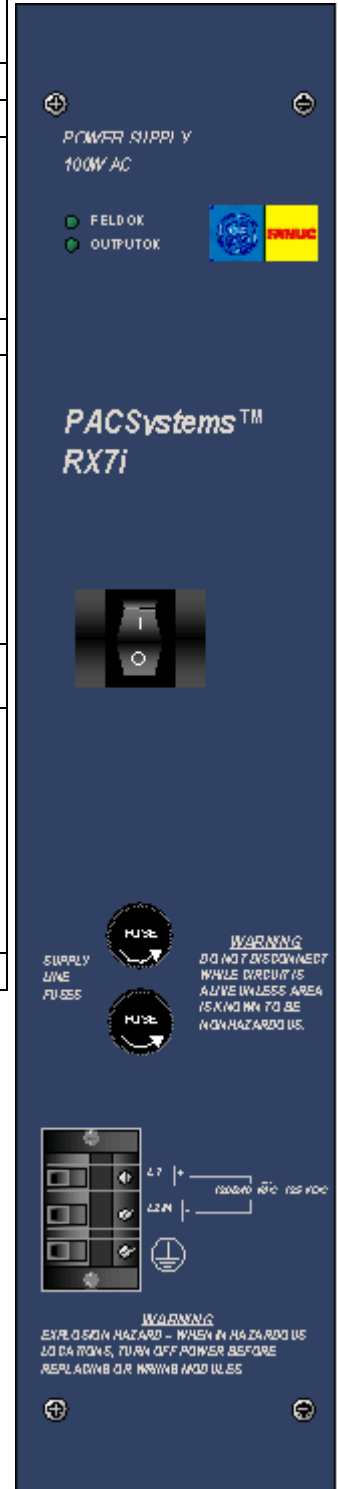 POWER SUPPLY
100W AC
FIELD OK
OUTPUT OK
FANUC
PACSystems™
RX7i
I
O
FUSE
SUPPLY
LINE
FUSES
FUSE
WARNING
DO NOT DISCONNECT
WHILE CIRCUIT IS
ALIVE UNLESS AREA
IS KNOWN TO BE
NONHAZARDOUS.
L1 +
L2/N -
125 VDC
WARNING
EXPLOSION HAZARD – WHEN IN HAZARDOUS
LOCATIONS, TURN OFF POWER BEFORE
REPLACING OR WIRING MODULES